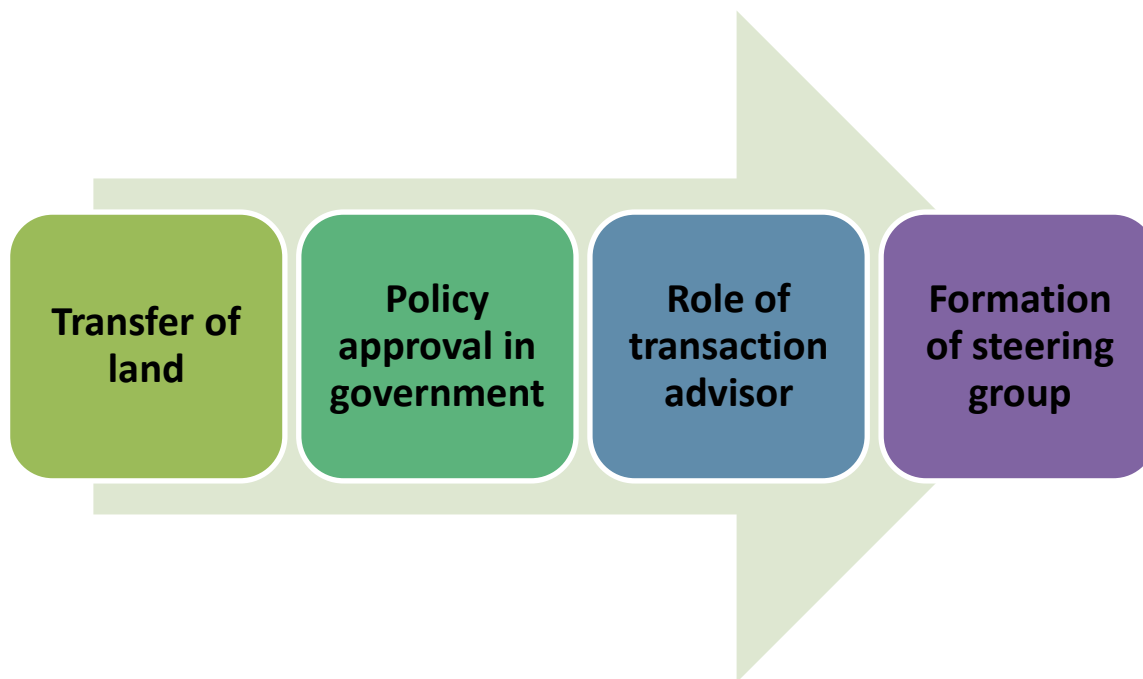 Transfer of
land
Policy
approval in
government
Role of
transaction
advisor
Formation
of steering
group